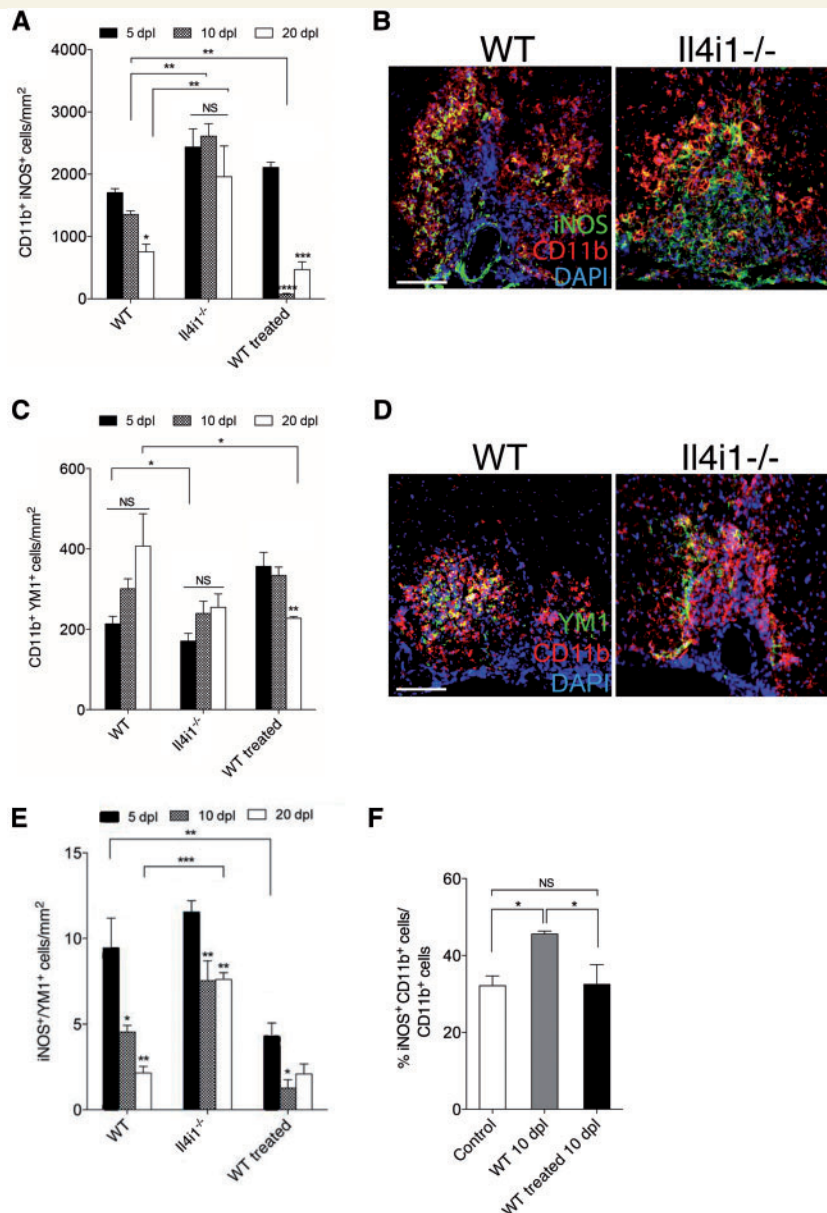 A
5 dpl 10 dpl 20 dpl
**
**
**
NS
4000
3000
2000
1000
0
*
****
***
CD11b+ iNOS+ cells/mm2
WT
Il4i1-/-
WT treated
B
WT
Il4i1-/-
iNOS
CD11b
DAPI
C
5 dpl 10 dpl 20 dpl
*
*
NS
NS
**
600
400
200
0
CD11b+ YM1+ cells/mm2
WT
Il4i1-/-
WT treated
D
WT
Il4i1-/-
YM1
CD11b
DAPI
E
5 dpl 10 dpl 20 dpl
**
***
15
10
5
0
*
**
**
**
*
iNOS+/YM1+ cells/mm2
WT
Il4i1-/-
WT treated
F
NS
* *
80
60
40
20
0
% iNOS+ CD11b+ cells/
CD11b+ cells
Control
WT 10 dpl
WT treated 10 dpl